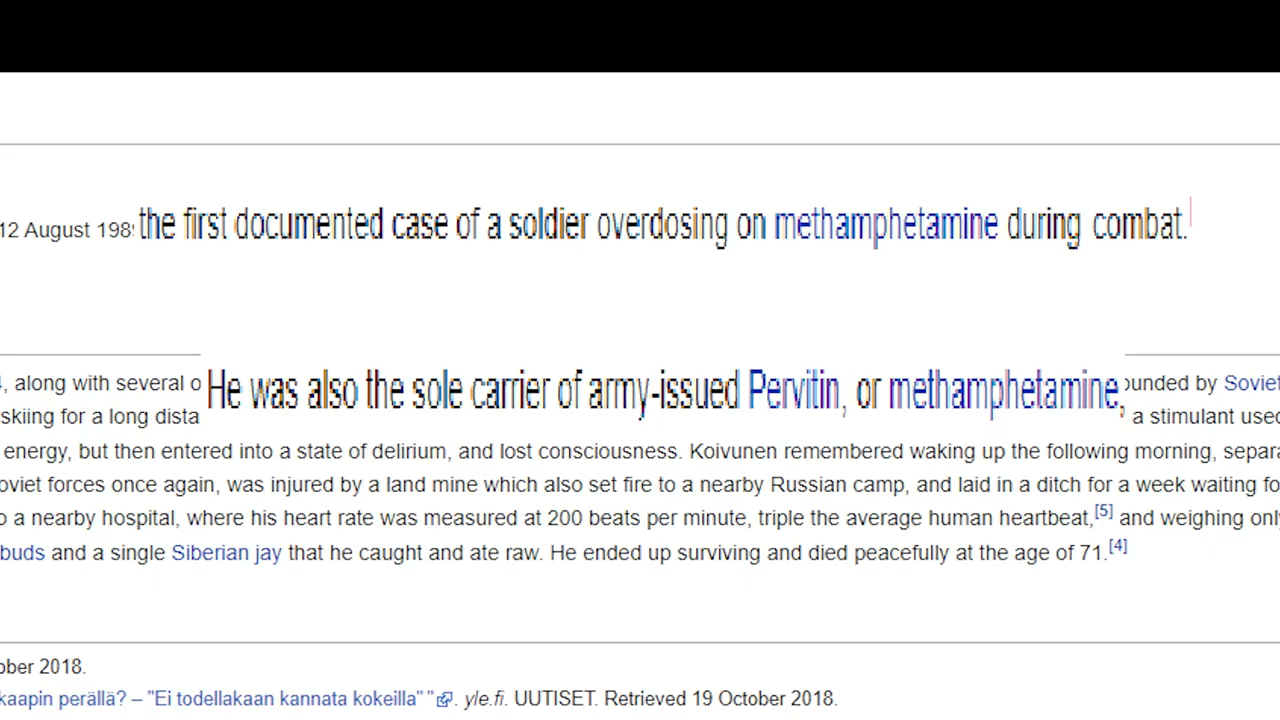 12 August 198 the first documented case of a soldier overdosing on methamphetamine during combat.
, along with several o He was also the sole carrier of army-issued Pervitin, or methamphetamine, ounded by Soviet
skiing for a long dista a stimulant used
energy, but then entered into a state of delirium, and lost consciousness. Koivunen remembered waking up the following morning, separa
oviet forces once again, was injured by a land mine which also set fire to a nearby Russian camp, and laid in a ditch for a week waiting fo
o a nearby hospital, where his heart rate was measured at 200 beats per minute, triple the average human heartbeat,[5] and weighing only
buds and a single Siberian jay that he caught and ate raw. He ended up surviving and died peacefully at the age of 71.[4]
ober 2018.
kaapin perällä? – "Ei todellakaan kannata kokeilla" ". yle.fi. UUTISET. Retrieved 19 October 2018.